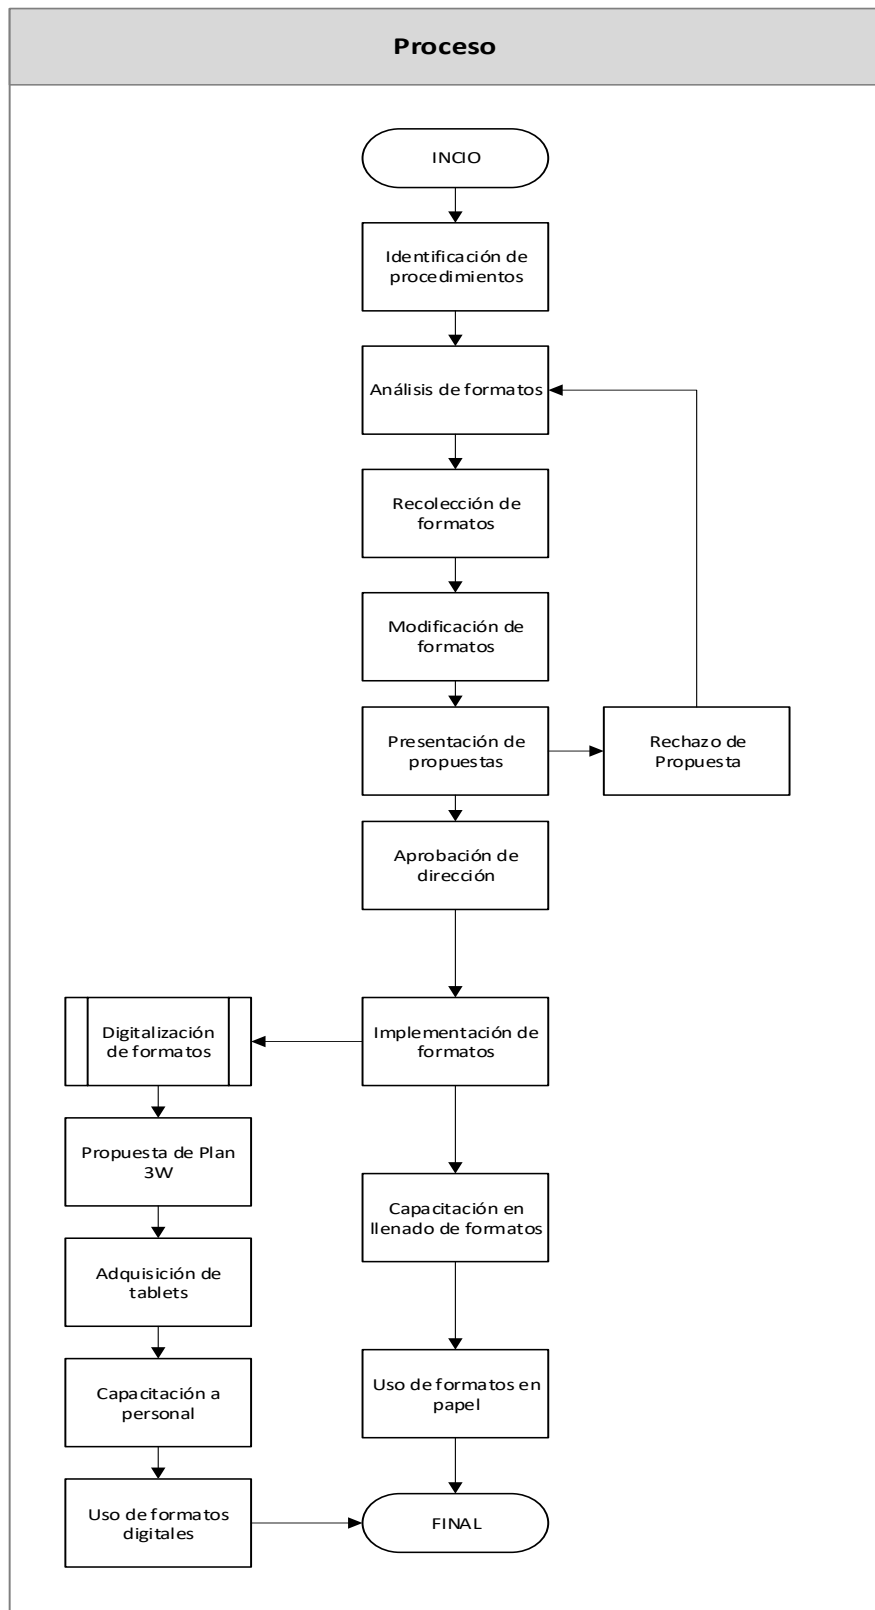 Proceso
INCIO
Identificación de
procedimientos
Análisis de formatos
Recolección de
formatos
Modificación de
formatos
Presentación de
propuestas
Rechazo de
Propuesta
Aprobación de
dirección
Digitalización
de formatos
Implementación de
formatos
Propuesta de Plan
3W
Capacitación en
llenado de formatos
Adquisición de
tablets
Capacitación a
personal
Uso de formatos en
papel
Uso de formatos
digitales
FINAL